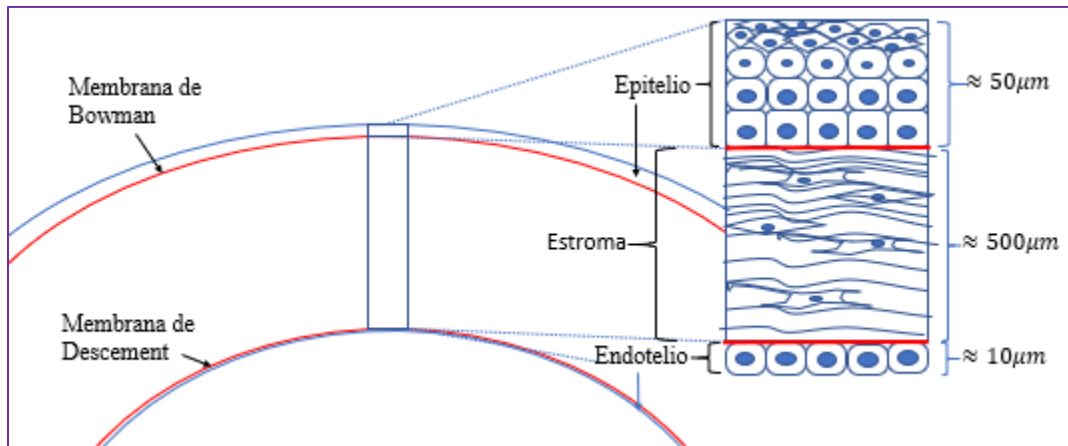 Membrana de
Bowman
Epitelio
≈ 50μm
Estroma
≈ 500μm
Membrana de
Descement
Endotelio
≈ 10μm